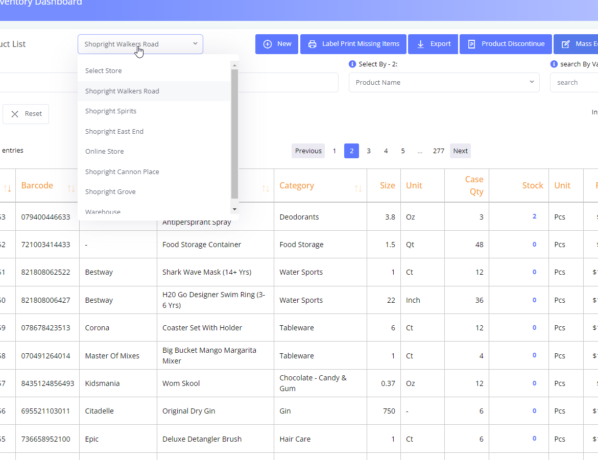 ventory Dashboard
uct List
Shopright Walkers Road
New
Label Print Missing Items
Export
Product Discontinue
Mass E
Select Store
Shopright Walkers Road
Shopright Spirits
Shopright East End
Online Store
Shopright Cannon Place
Shopright Grove
Warehouse
Select By - 2:
search By Va
Product Name
search
Reset
in
entries
Previous 1 2 3 4 5 ... 277 Next
Barcode Category Size Unit Case Qty Stock Unit
53 079400446633 Antiperspirant Spray Deodorants 3.8 Oz 3 2 Pcs
52 721003414433 - Food Storage Container Food Storage 1.5 Qt 48 0 Pcs
51 821808062522 Bestway Shark Wave Mask (14+ Yrs) Water Sports 1 Ct 12 0 Pcs $
50 821808006427 Bestway H20 Go Designer Swim Ring (3-6 Yrs) Water Sports 22 Inch 36 0 Pcs $
59 078678423513 Corona Coaster Set With Holder Tableware 6 Ct 12 0 Pcs
58 070491264014 Master Of Mixes Big Bucket Mango Margarita Mixer Tableware 1 Ct 4 0 Pcs
57 8435124856493 Kidsmania Wom Skool Chocolate - Candy & Gum 0.37 Oz 12 0 Pcs $
56 695521103011 Citadelle Original Dry Gin Gin 750 - 6 0 Pcs
55 736658952100 Epic Deluxe Detangler Brush Hair Care 1 Ct 6 0 Pcs $